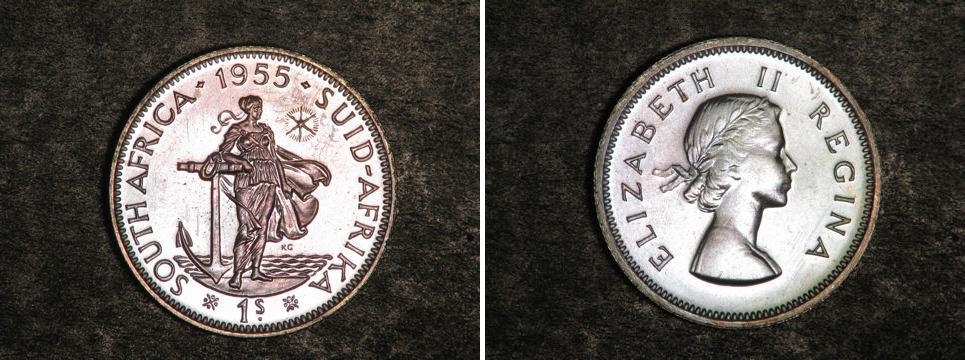 SOUTH AFRICA · 1955 · SUID-AFRIKA
KG
1s.
ELIZABETH II REGINA